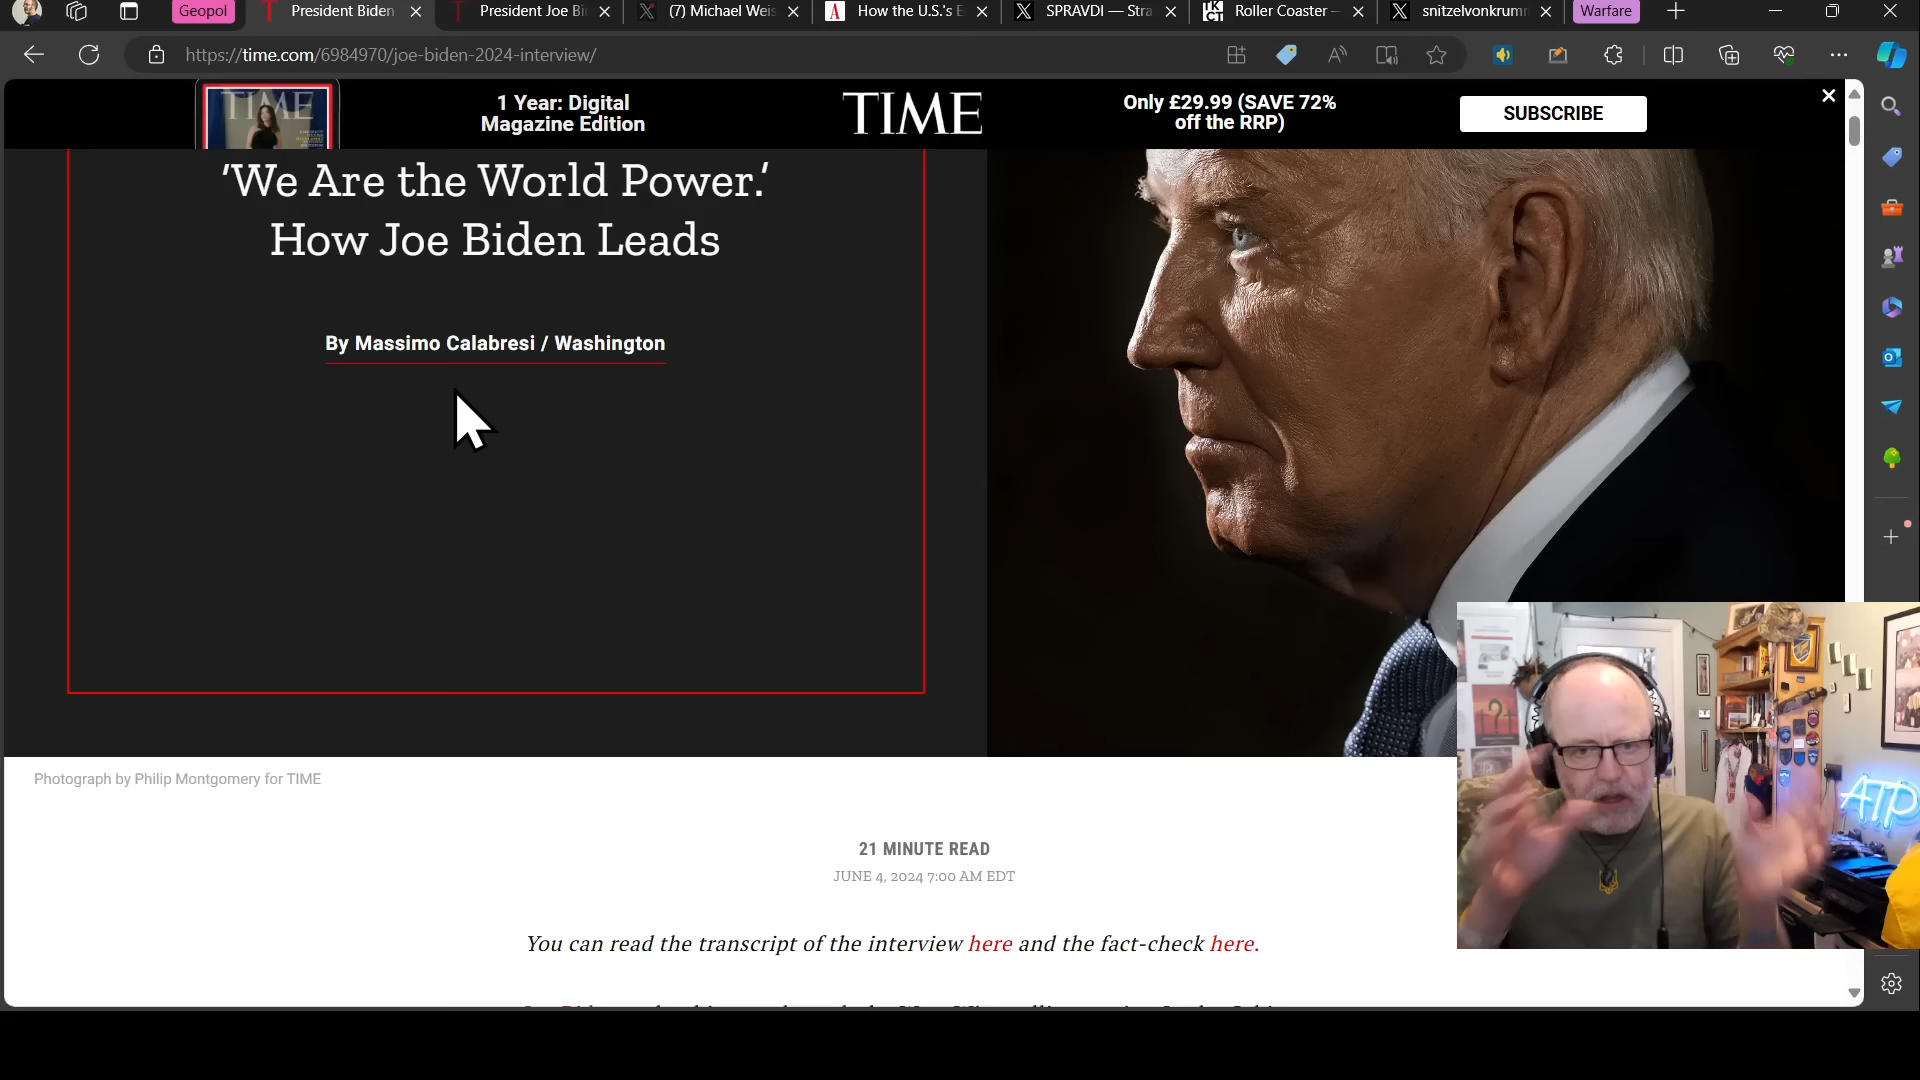 Geopol
President Biden
President Joe Bi
(7) Michael Weis
How the U.S.'s E
SPRAVDI — Stra
Roller Coaster –
snitzelvonkrum
Warfare
https://time.com/6984970/joe-biden-2024-interview/
TIME
1 Year: Digital
Magazine Edition
TIME
Only £29.99 (SAVE 72%
off the RRP)
SUBSCRIBE
‘We Are the World Power.’
How Joe Biden Leads
By Massimo Calabresi / Washington
Photograph by Philip Montgomery for TIME
21 MINUTE READ
JUNE 4, 2024 7:00 AM EDT
You can read the transcript of the interview here and the fact-check here.
ATP